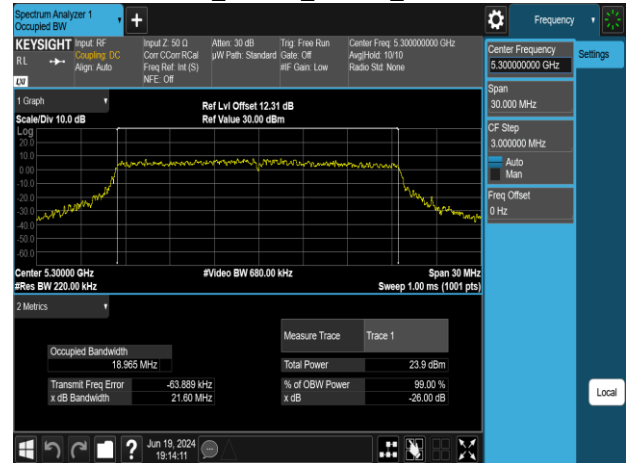 Spectrum Analyzer 1
Occupied BW
Frequency
KEYSIGHT
RL
LXI
Input: RF
Coupling: DC
Align: Auto
Input Z: 50 Ω
Corr CCorr RCal
Freq Ref: Int (S)
NFE: Off
Atten: 30 dB
µW Path: Standard
Trig: Free Run
Gate: Off
#IF Gain: Low
Center Freq: 5.300000000 GHz
Avg|Hold: 10/10
Radio Std: None
Center Frequency
5.300000000 GHz
Settings
Span
30.000 MHz
CF Step
3.000000 MHz
Auto
Man
Freq Offset
0 Hz
Local
1 Graph
Scale/Div 10.0 dB
Ref Lvl Offset 12.31 dB
Ref Value 30.00 dBm
Log
20.0
10.0
0.00
-10.0
-20.0
-30.0
-40.0
-50.0
-60.0
Center 5.30000 GHz
#Res BW 220.00 kHz
#Video BW 680.00 kHz
Span 30 MHz
Sweep 1.00 ms (1001 pts)
2 Metrics
Measure Trace Trace 1
Occupied Bandwidth
18.965 MHz
Total Power 23.9 dBm
Transmit Freq Error -63.889 kHz
% of OBW Power 99.00 %
x dB Bandwidth 21.60 MHz
x dB -26.00 dB
Jun 19, 2024
19:14:11